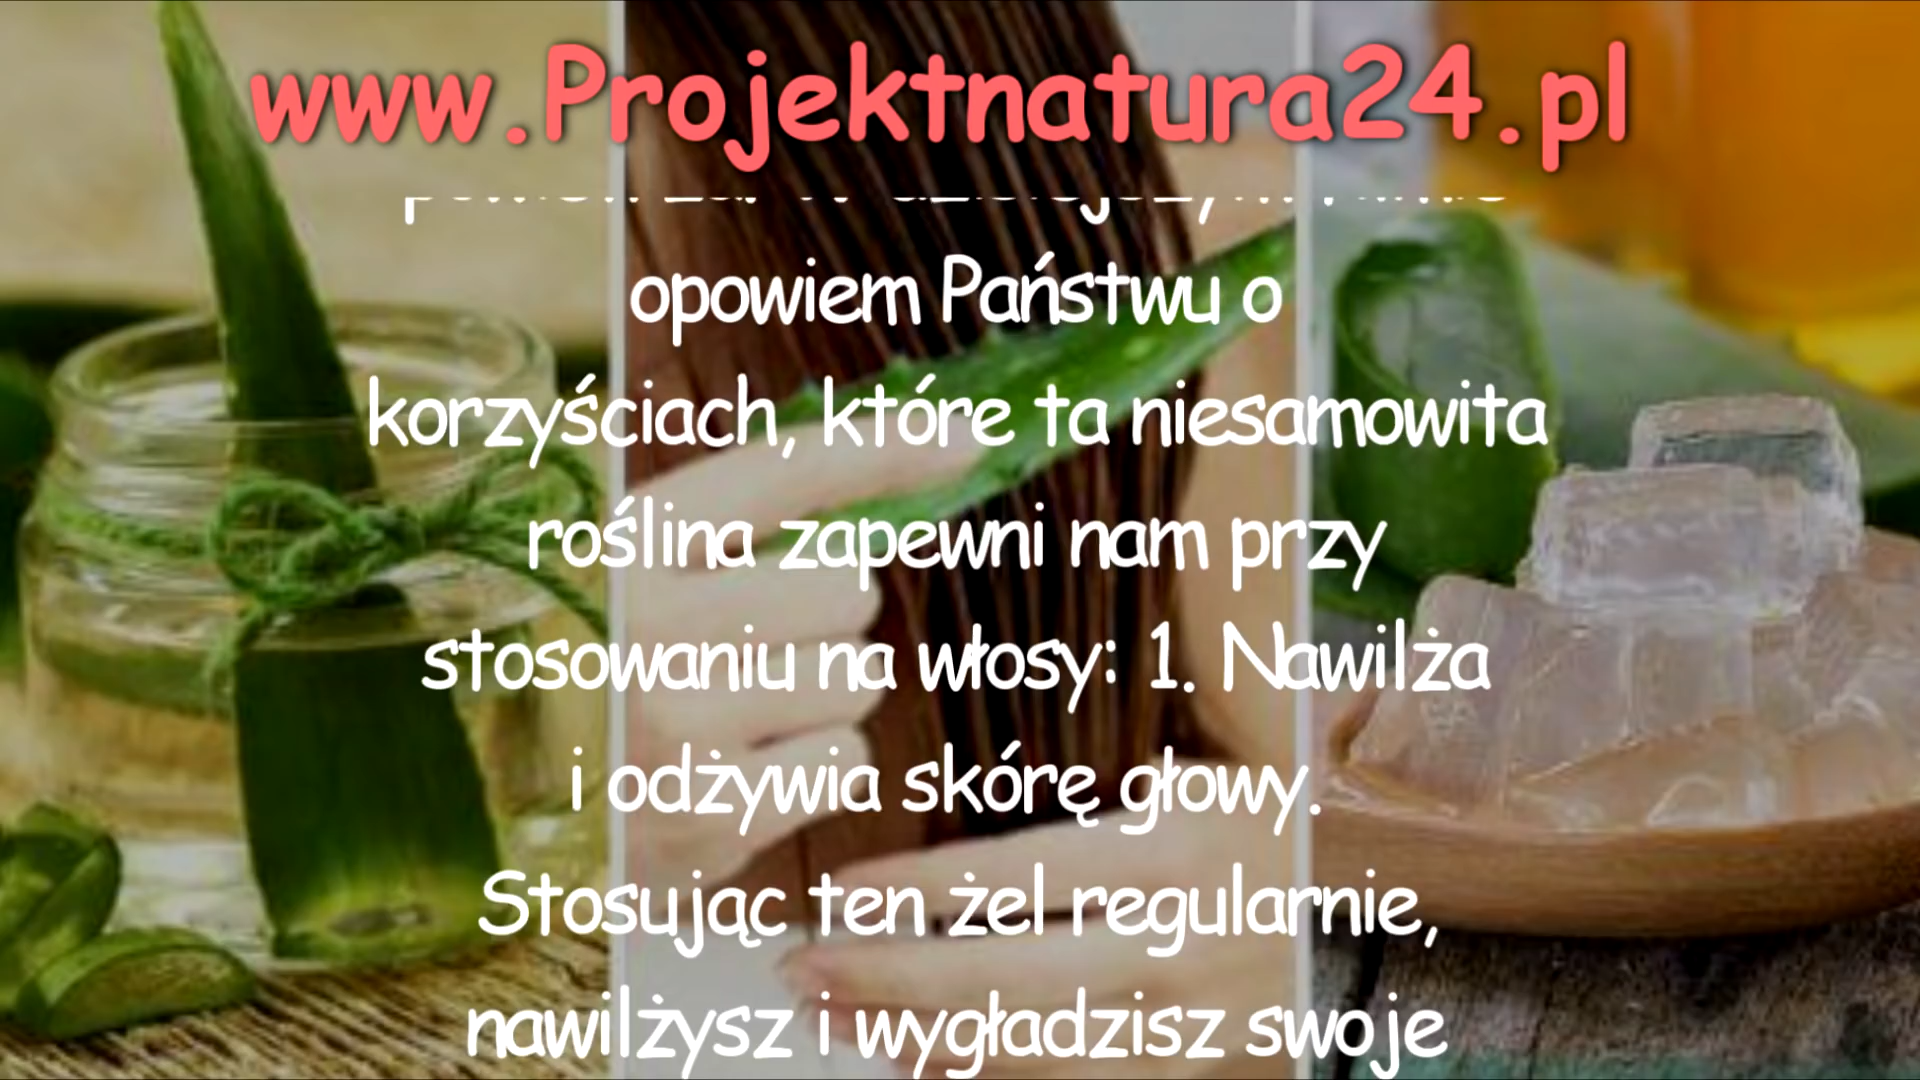 www.Projektnatura24.pl
opowiem Państwu o
korzyściach, które ta niesamowita
roślina zapewni nam przy
stosowaniu na włosy: 1. Nawilża
i odżywia skórę głowy.
Stosując ten żel regularnie,
nawilżysz i wygładzisz swoje